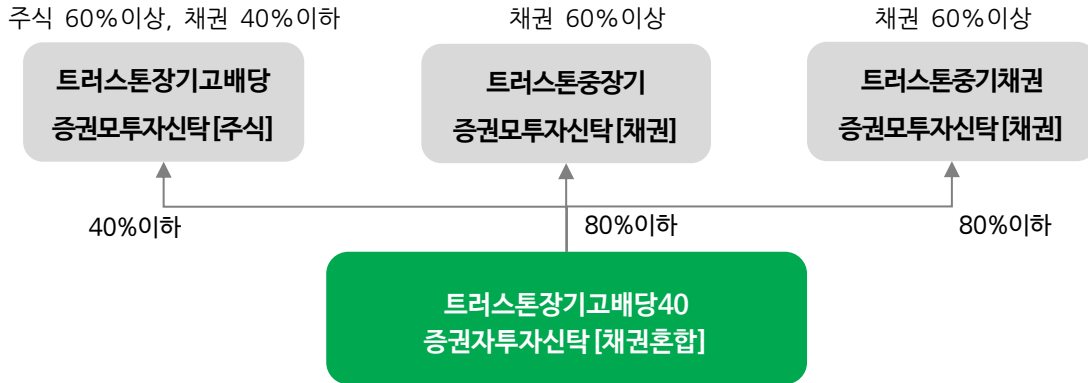 주식 60%이상, 채권 40%이하
채권 60%이상
채권 60%이상
트러스톤장기고배당
증권모투자신탁[주식]
트러스톤중장기
증권모투자신탁[채권]
트러스톤중기채권
증권모투자신탁[채권]
40%이하
80%이하
80%이하
트러스톤장기고배당40
증권자투자신탁[채권혼합]